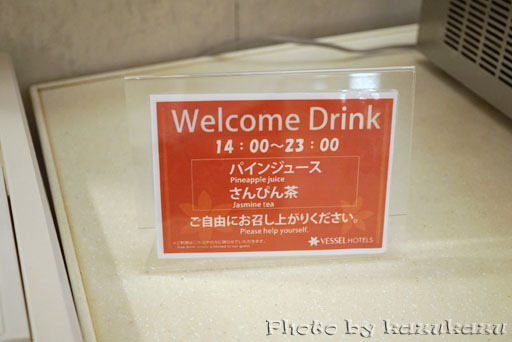 Welcome Drink
14：00～23：00
パインジュース
Pineapple juice
さんぴん茶
Jasmine tea
ご自由にお召し上がりください。
Please help yourself.
VESSEL HOTELS
Photo by kanukanu